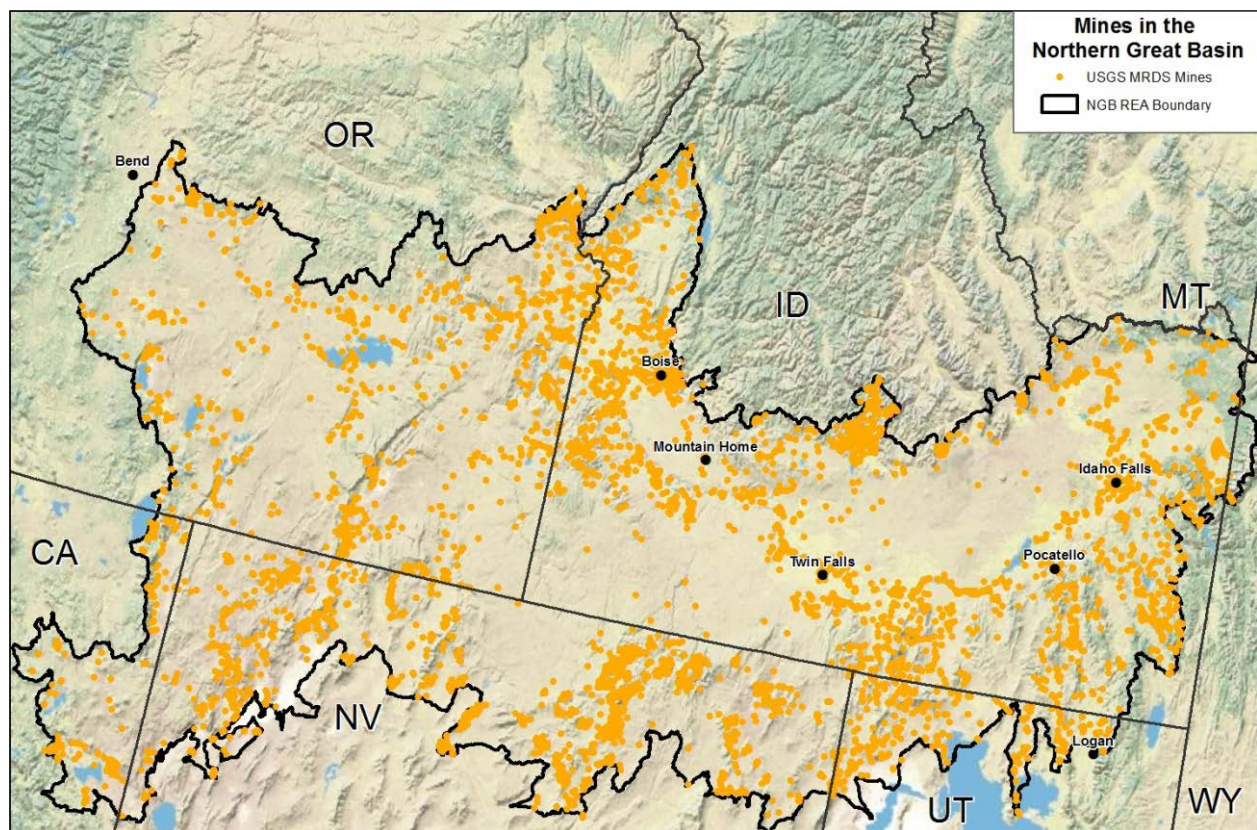 Mines in the
Northern Great Basin
USGS MRDS Mines
NGB REA Boundary
OR
Bend
ID
MT
Boise
Mountain Home
Idaho Falls
CA
Twin Falls
Pocatello
NV
Logan
UT
WY